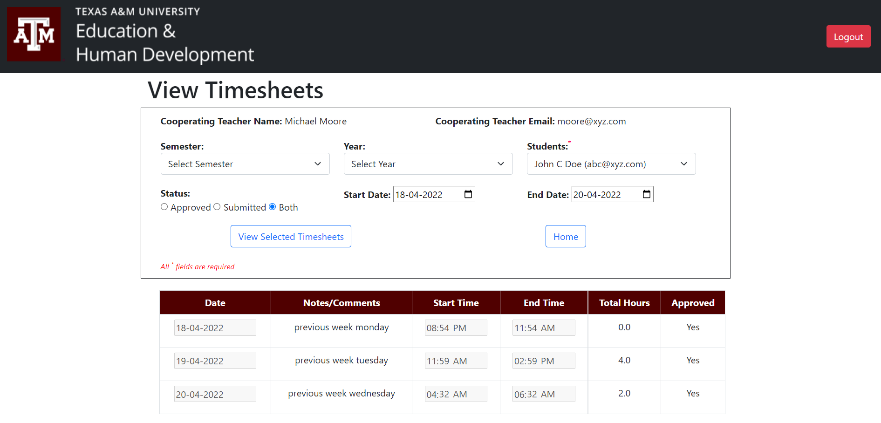 TEXAS A&M UNIVERSITY
Education &
Human Development
ATM
Logout
View Timesheets
Cooperating Teacher Name: Michael Moore
Cooperating Teacher Email: moore@xyz.com
Semester:
Year:
Students:*
Select Semester
Select Year
John C Doe (abc@xyz.com)
Status:
Start Date: 18-04-2022
End Date: 20-04-2022
Approved Submitted Both
View Selected Timesheets
Home
All * fields are required
Date Notes/Comments Start Time End Time Total Hours Approved
18-04-2022 previous week monday 08:54 PM 11:54 AM 0.0 Yes
19-04-2022 previous week tuesday 11:59 AM 02:59 PM 4.0 Yes
20-04-2022 previous week wednesday 04:32 AM 06:32 AM 2.0 Yes